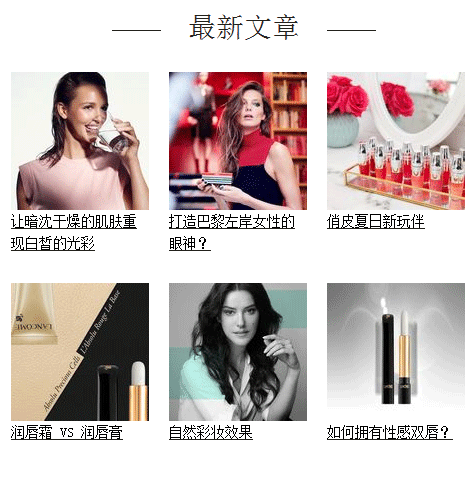 最新文章
让暗沈干燥的肌肤重
现白皙的光彩
打造巴黎左岸女性的
眼神？
俏皮夏日新玩伴
LANCOME
Absolu Precious Cells
L'Absolu Rouge La Base
润唇霜 VS 润唇膏
自然彩妆效果
如何拥有性感双唇？